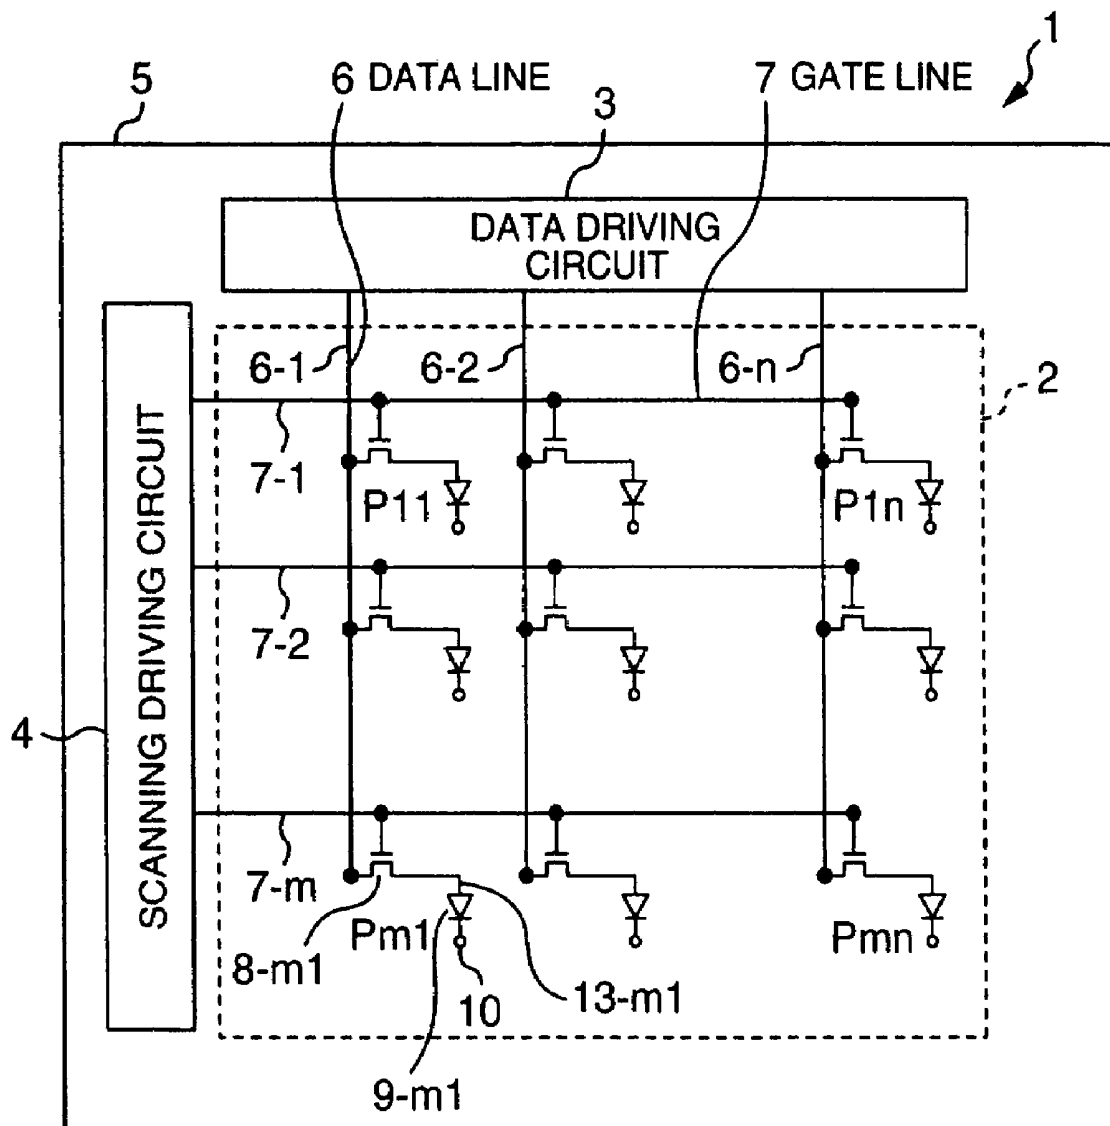 1
5
6 DATA LINE
7 GATE LINE
3
DATA DRIVING
CIRCUIT
6-1
6-2
6-n
2
7-1
P11
P1n
SCANNING DRIVING CIRCUIT
7-2
4
7-m
Pm1
Pmn
8-m1
10
13-m1
9-m1